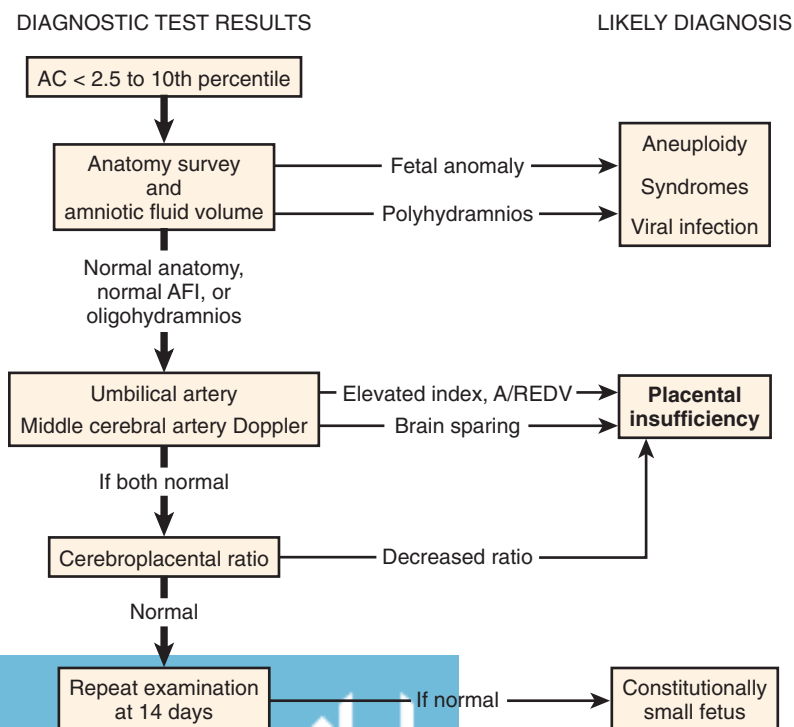 DIAGNOSTIC TEST RESULTS
LIKELY DIAGNOSIS
AC < 2.5 to 10th percentile
Anatomy survey
and
amniotic fluid volume
Fetal anomaly
Polyhydramnios
Aneuploidy
Syndromes
Viral infection
Normal anatomy,
normal AFI, or
oligohydramnios
Umbilical artery
Middle cerebral artery Doppler
Elevated index, A/REDV
Brain sparing
Placental
insufficiency
If both normal
Cerebroplacental ratio
Decreased ratio
Normal
Repeat examination
at 14 days
If normal
Constitutionally
small fetus